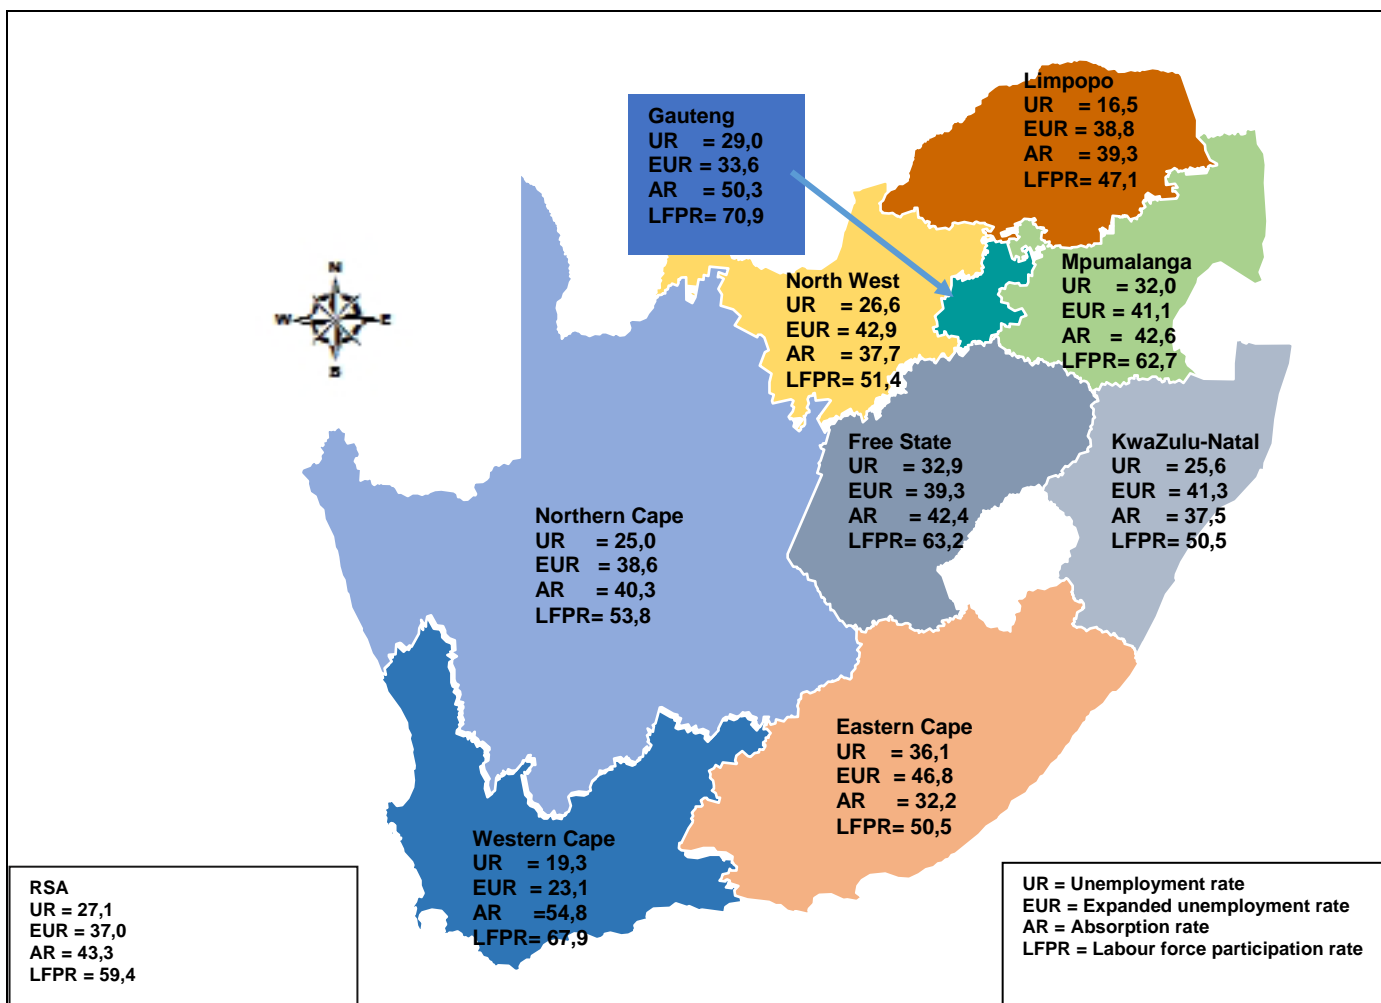 Limpopo
UR = 16,5
EUR = 38,8
AR = 39,3
LFPR= 47,1
Gauteng
UR = 29,0
EUR = 33,6
AR = 50,3
LFPR= 70,9
N
W
E
S
North West
UR = 26,6
EUR = 42,9
AR = 37,7
LFPR= 51,4
Mpumalanga
UR = 32,0
EUR = 41,1
AR = 42,6
LFPR= 62,7
Free State
UR = 32,9
EUR = 39,3
AR = 42,4
LFPR= 63,2
KwaZulu-Natal
UR = 25,6
EUR = 41,3
AR = 37,5
LFPR= 50,5
Northern Cape
UR = 25,0
EUR = 38,6
AR = 40,3
LFPR= 53,8
Eastern Cape
UR = 36,1
EUR = 46,8
AR = 32,2
LFPR= 50,5
Western Cape
UR = 19,3
EUR = 23,1
AR =54,8
LFPR= 67,9
RSA
UR = 27,1
EUR = 37,0
AR = 43,3
LFPR = 59,4
UR = Unemployment rate
EUR = Expanded unemployment rate
AR = Absorption rate
LFPR = Labour force participation rate